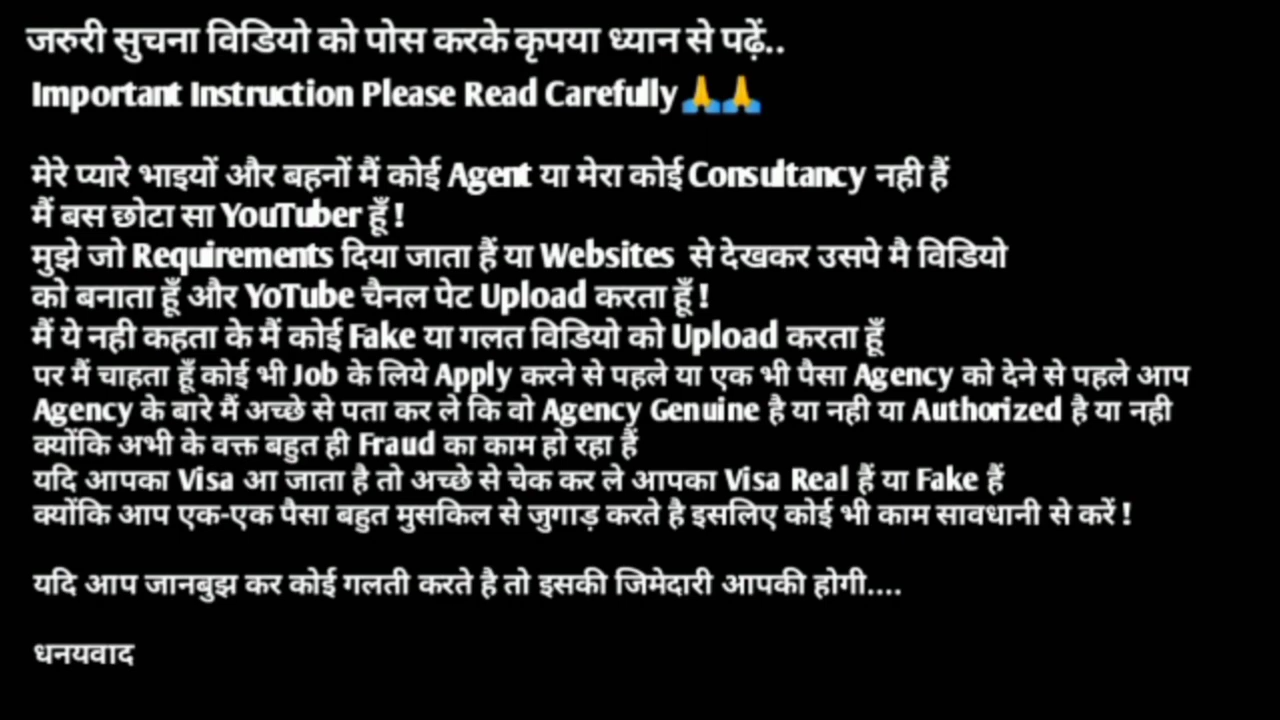 जरुरी सुचना विडियो को पोस करके कृपया ध्यान से पढ़ें..
Important Instruction Please Read Carefully🙏🙏
मेरे प्यारे भाइयों और बहनों मैं कोई Agent या मेरा कोई Consultancy नही हैं
मैं बस छोटा सा YouTuber हूँ !
मुझे जो Requirements दिया जाता हैं या Websites से देखकर उसपे मै विडियो
को बनाता हूँ और YoTube चैनल पेट Upload करता हूँ !
मैं ये नही कहता के मैं कोई Fake या गलत विडियो को Upload करता हूँ
पर मैं चाहता हूँ कोई भी Job के लिये Apply करने से पहले या एक भी पैसा Agency को देने से पहले आप
Agency के बारे मैं अच्छे से पता कर ले कि वो Agency Genuine है या नही या Authorized है या नही
क्योंकि अभी के वक्त बहुत ही Fraud का काम हो रहा हैं
यदि आपका Visa आ जाता है तो अच्छे से चेक कर ले आपका Visa Real हैं या Fake हैं
क्योंकि आप एक-एक पैसा बहुत मुसकिल से जुगाड़ करते है इसलिए कोई भी काम सावधानी से करें !
यदि आप जानबुझ कर कोई गलती करते है तो इसकी जिमेदारी आपकी होगी....
धनयवाद